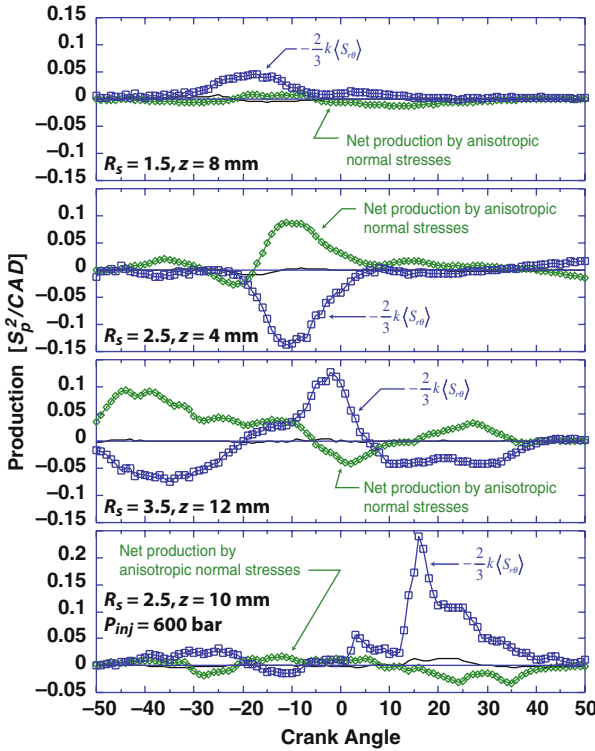 Production [S_p^2/CAD]
0.15
0.1
0.05
0
−0.05
−0.1
−0.15
−2/3 k⟨S_rθ⟩
Net production by anisotropic
normal stresses
R_s = 1.5, z = 8 mm
0.1
0.05
0
−0.05
−0.1
−0.15
Net production by anisotropic
normal stresses
−2/3 k⟨S_rθ⟩
R_s = 2.5, z = 4 mm
0.1
0.05
0
−0.05
−0.1
−0.15
−2/3 k⟨S_rθ⟩
Net production by anisotropic
normal stresses
R_s = 3.5, z = 12 mm
0.2
0.15
0.1
0.05
0
0.05
Net production by
anisotropic normal stresses
−2/3 k⟨S_rθ⟩
R_s = 2.5, z = 10 mm
P_inj = 600 bar
−50 −40 −30 −20 −10 0 10 20 30 40 50
Crank Angle